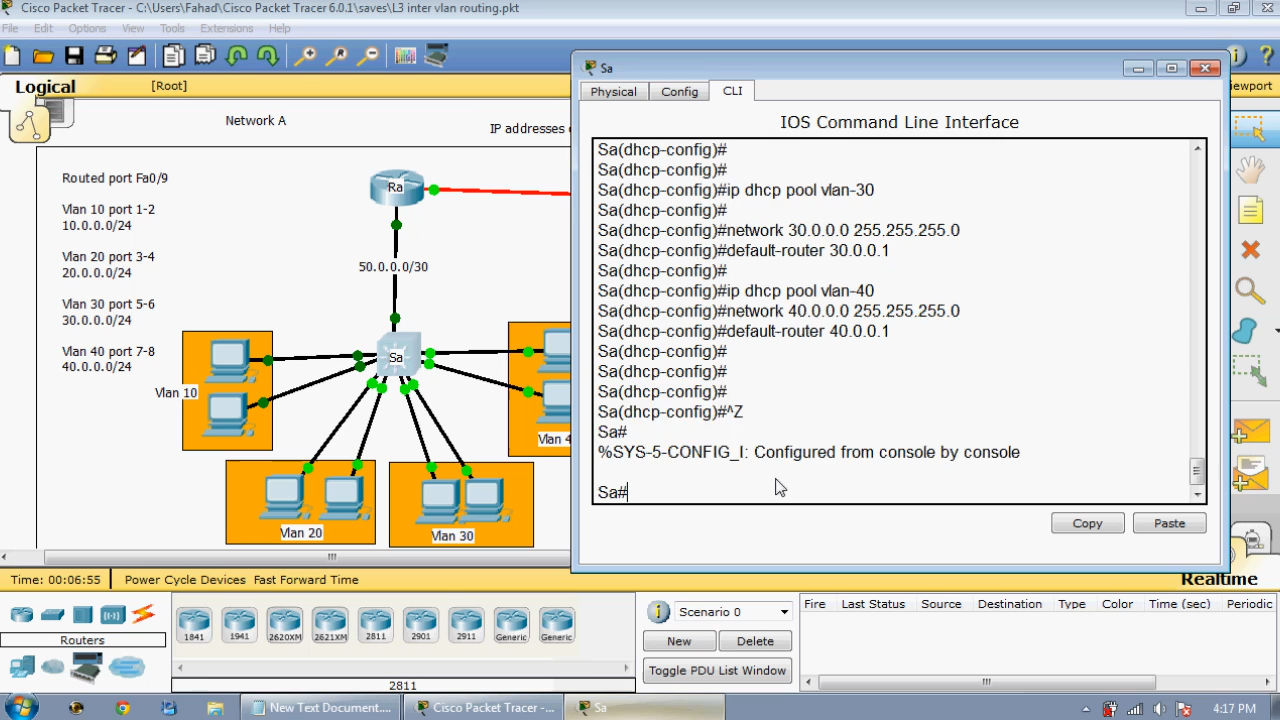 Cisco Packet Tracer - C:\Users\Fahad\Cisco Packet Tracer 6.0.1\saves\L3 inter vlan routing.pkt
File Edit Options View Tools Extensions Help
Logical
[Root]
Viewport
Network A
IP addresses
Routed port Fa0/9
Vlan 10 port 1-2
10.0.0.0/24
Vlan 20 port 3-4
20.0.0.0/24
Vlan 30 port 5-6
30.0.0.0/24
Vlan 40 port 7-8
40.0.0.0/24
Ra
50.0.0.0/30
Sa
Vlan 10
Vlan 4
Vlan 20
Vlan 30
Sa
Physical Config CLI
IOS Command Line Interface
Sa(dhcp-config)#
Sa(dhcp-config)#
Sa(dhcp-config)#ip dhcp pool vlan-30
Sa(dhcp-config)#
Sa(dhcp-config)#network 30.0.0.0 255.255.255.0
Sa(dhcp-config)#default-router 30.0.0.1
Sa(dhcp-config)#
Sa(dhcp-config)#ip dhcp pool vlan-40
Sa(dhcp-config)#network 40.0.0.0 255.255.255.0
Sa(dhcp-config)#default-router 40.0.0.1
Sa(dhcp-config)#
Sa(dhcp-config)#
Sa(dhcp-config)#
Sa(dhcp-config)#^Z
Sa#
%SYS-5-CONFIG_I: Configured from console by console
Sa#
Copy Paste
Time: 00:06:55 Power Cycle Devices Fast Forward Time
Realtime
Routers
1841 1941 2620XM 2621XM 2811 2901 2911 Generic Generic
2811
Scenario 0
New Delete
Toggle PDU List Window
Fire Last Status Source Destination Type Color Time (sec) Periodic
New Text Document....
Cisco Packet Tracer -...
Sa
4:17 PM